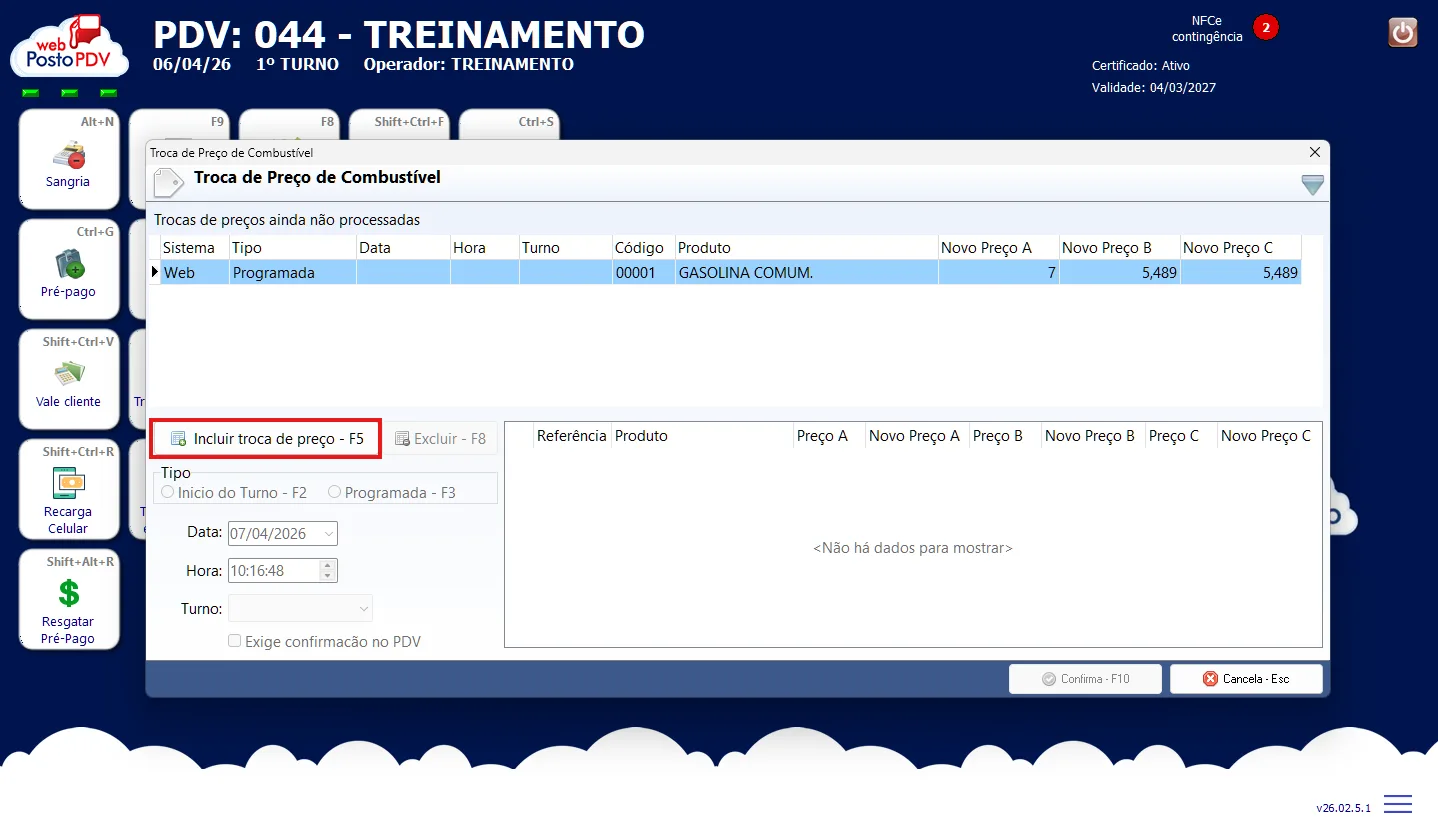 web
PostoPDV
PDV: 044 - TREINAMENTO
06/04/26 1º TURNO Operador: TREINAMENTO
NFCe
contingência
2
Certificado: Ativo
Validade: 04/03/2027
Alt+N
Sangria
F9
F8
Shift+Ctrl+F
Ctrl+S
Ctrl+G
Pré-pago
Shift+Ctrl+V
Vale cliente
Shift+Ctrl+R
Recarga
Celular
Shift+Alt+R
Resgatar
Pré-Pago
Troca de Preço de Combustível
Troca de Preço de Combustível
Trocas de preços ainda não processadas
Sistema Tipo Data Hora Turno Código Produto Novo Preço A Novo Preço B Novo Preço C
Web Programada 00001 GASOLINA COMUM. 7 5,489 5,489
Incluir troca de preço - F5
Excluir - F8
Tipo
Inicio do Turno - F2 Programada - F3
Data: 07/04/2026
Hora: 10:16:48
Turno:
Exige confirmacão no PDV
Referência Produto Preço A Novo Preço A Preço B Novo Preço B Preço C Novo Preço C
<Não há dados para mostrar>
Confirma - F10
Cancela - Esc
v26.02.5.1